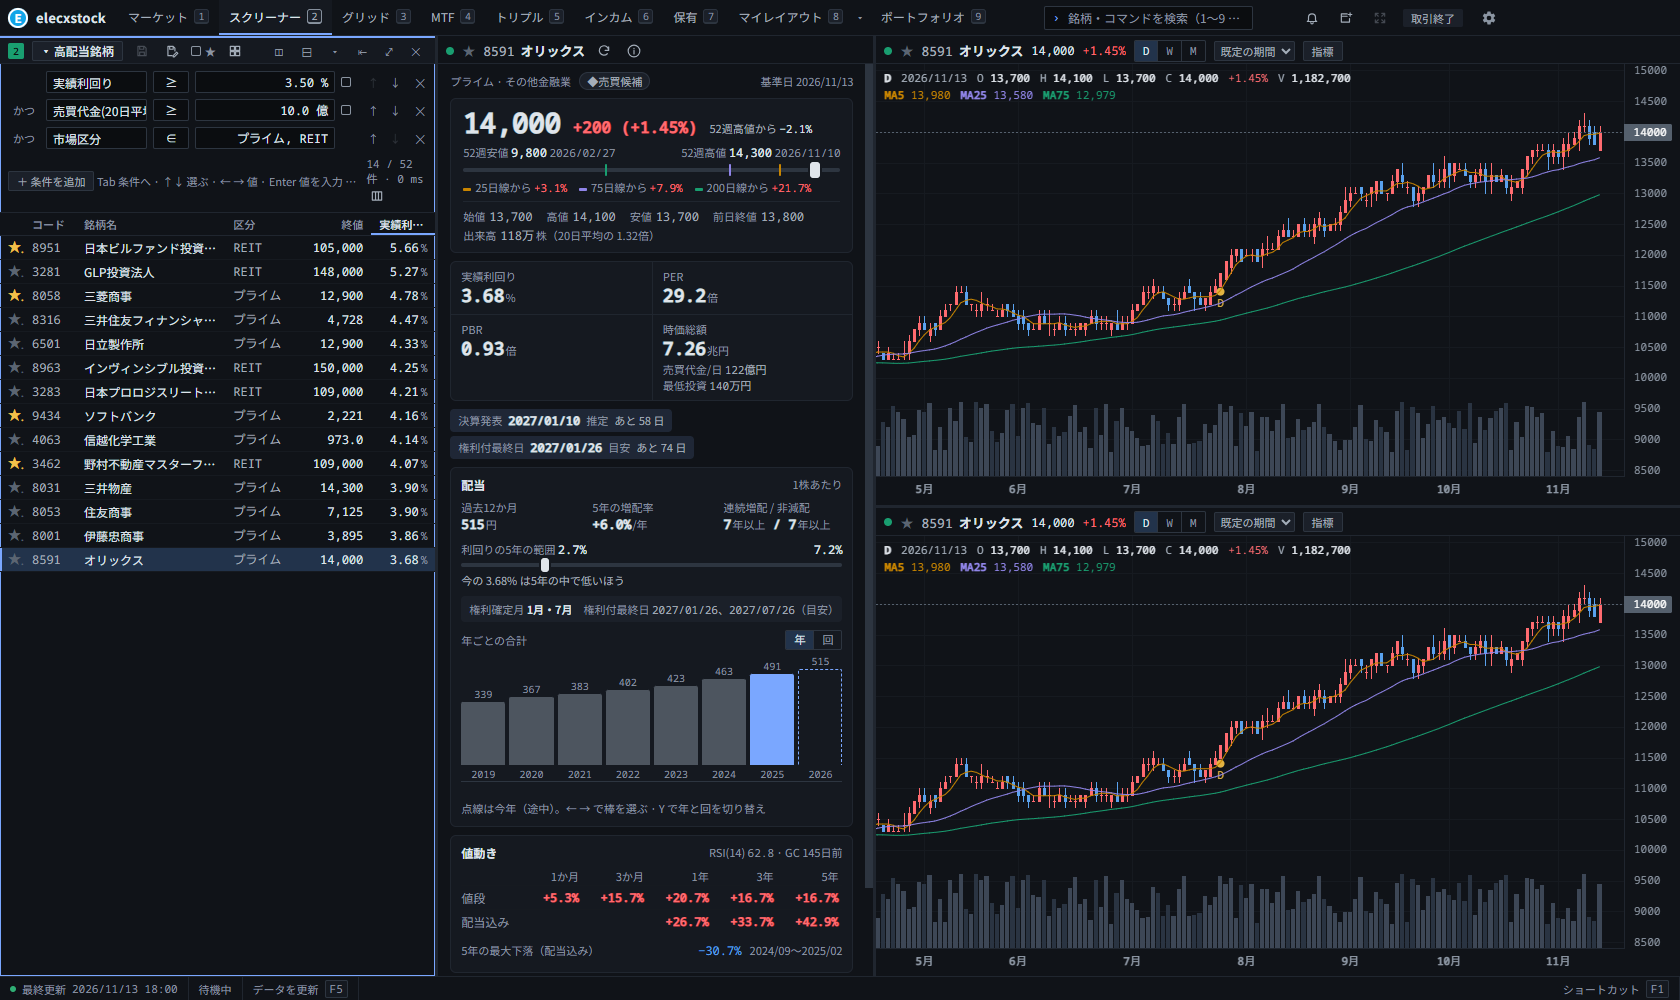 elecxstock マーケット 1 スクリーナー 2 グリッド 3 MTF 4 トリプル 5 インカム 6 保有 7 マイレイアウト 8 ポートフォリオ 9 › 銘柄・コマンドを検索（1〜9 … 取引終了
2 高配当銘柄
実績利回り ≥ 3.50 %
かつ 売買代金(20日平均 ≥ 10.0 億
かつ 市場区分 ∈ プライム, REIT
＋条件を追加 Tab 条件へ · ↑↓ 選ぶ · ←→ 値 · Enter 値を入力 … 14 / 52 件 · 0 ms
コード 銘柄名 区分 終値 実績利…
8951 日本ビルファンド投資… REIT 105,000 5.66%
3281 GLP投資法人 REIT 148,000 5.27%
8058 三菱商事 プライム 12,900 4.78%
8316 三井住友フィナンシャ… プライム 4,728 4.47%
6501 日立製作所 プライム 12,900 4.33%
8963 インヴィンシブル投資… REIT 150,000 4.25%
3283 日本プロロジスリート… REIT 109,000 4.21%
9434 ソフトバンク プライム 2,221 4.16%
4063 信越化学工業 プライム 973.0 4.14%
3462 野村不動産マスターフ… REIT 109,000 4.07%
8031 三井物産 プライム 14,300 3.90%
8053 住友商事 プライム 7,125 3.90%
8001 伊藤忠商事 プライム 3,895 3.86%
8591 オリックス プライム 14,000 3.68%
8591 オリックス
プライム・その他金融業 ◆売買候補 基準日 2026/11/13
14,000 +200 (+1.45%) 52週高値から −2.1%
52週安値 9,800 2026/02/27 52週高値 14,300 2026/11/10
25日線から +3.1% 75日線から +7.9% 200日線から +21.7%
始値 13,700 高値 14,100 安値 13,700 前日終値 13,800
出来高 118万 株（20日平均の 1.32倍）
実績利回り 3.68%
PER 29.2倍
PBR 0.93倍
時価総額 7.26兆円
売買代金/日 122億円
最低投資 140万円
決算発表 2027/01/10 推定 あと 58 日
権利付最終日 2027/01/26 目安 あと 74 日
配当 1株あたり
過去12か月 5年の増配率 連続増配 / 非減配
515円 +6.0%/年 7年以上 / 7年以上
利回りの5年の範囲 2.7% 7.2%
今の 3.68% は5年の中で低いほう
権利確定月 1月・7月 権利付最終日 2027/01/26、2027/07/26（目安）
年ごとの合計 年 回
339 367 383 402 423 463 491 515
2019 2020 2021 2022 2023 2024 2025 2026
点線は今年（途中）。←→ で棒を選ぶ · Y で年と回を切り替え
値動き RSI(14) 62.8 · GC 145日前
1か月 3か月 1年 3年 5年
値段 +5.3% +15.7% +20.7% +16.7% +16.7%
配当込み +26.7% +33.7% +42.9%
5年の最大下落（配当込み） −30.7% 2024/09〜2025/02
8591 オリックス 14,000 +1.45% D W M 既定の期間 指標
D 2026/11/13 O 13,700 H 14,100 L 13,700 C 14,000 +1.45% V 1,182,700
MA5 13,980 MA25 13,580 MA75 12,979
15000
14500
14000
13500
13000
12500
12000
11500
11000
10500
10000
9500
9000
8500
D
5月 6月 7月 8月 9月 10月 11月
8591 オリックス 14,000 +1.45% D W M 既定の期間 指標
D 2026/11/13 O 13,700 H 14,100 L 13,700 C 14,000 +1.45% V 1,182,700
MA5 13,980 MA25 13,580 MA75 12,979
15000
14500
14000
13500
13000
12500
12000
11500
11000
10500
10000
9500
9000
8500
D
5月 6月 7月 8月 9月 10月 11月
最終更新 2026/11/13 18:00 待機中 データを更新 F5 ショートカット F1